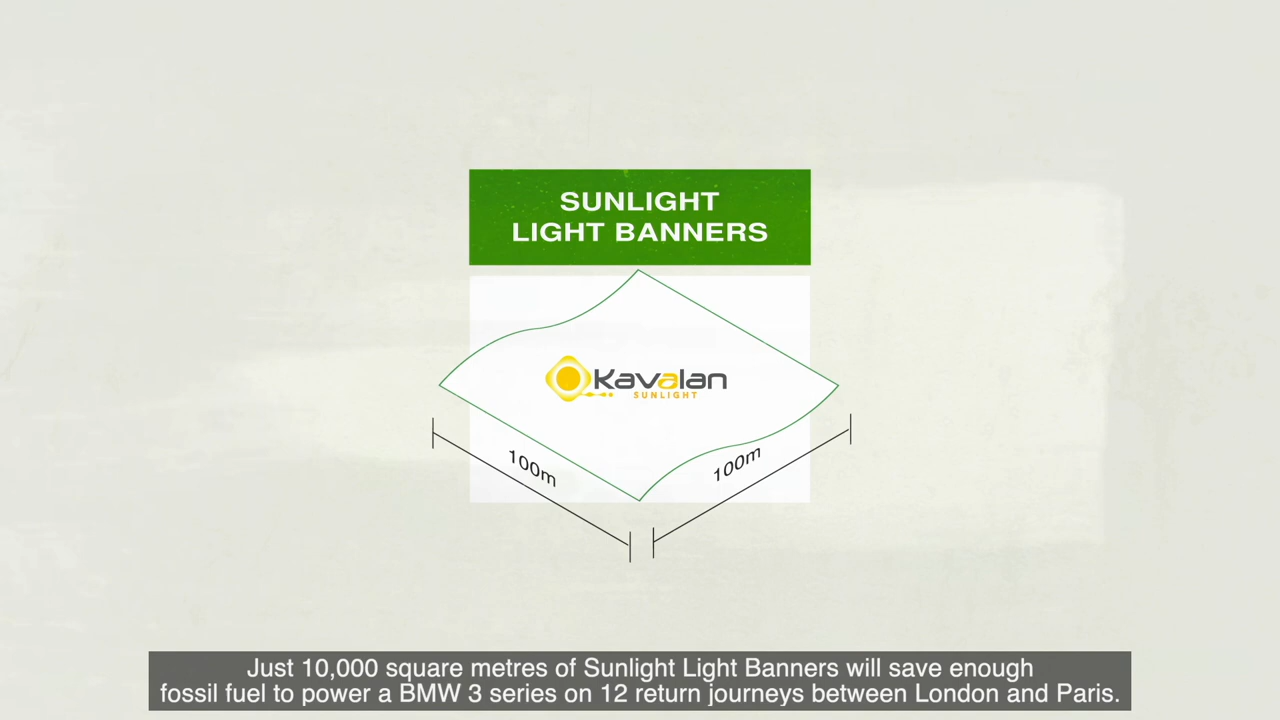 SUNLIGHT
LIGHT BANNERS
Kavalan
SUNLIGHT
100m
100m
Just 10,000 square metres of Sunlight Light Banners will save enough
fossil fuel to power a BMW 3 series on 12 return journeys between London and Paris.